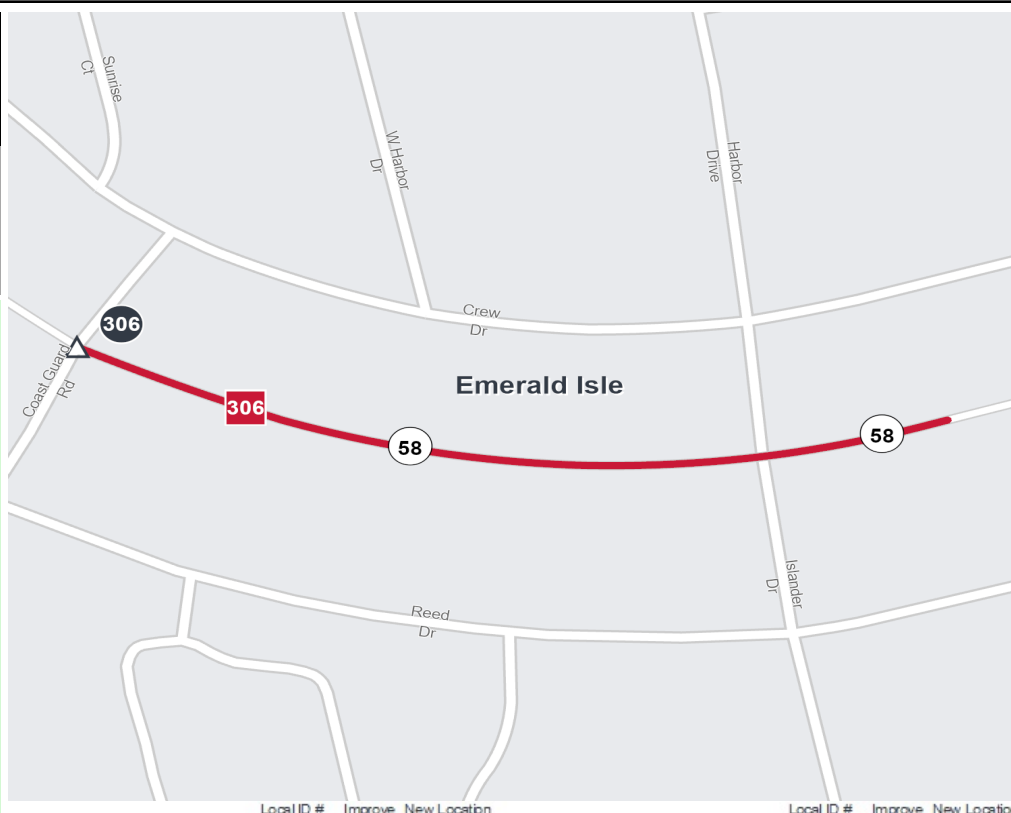 Sunrise
Ct
W Harbor
Dr
Harbor
Drive
306
Crew
Dr
Coast Guard
Rd
Emerald Isle
306
58
58
Islander
Dr
Reed
Dr
Local ID # Improve New Location Local ID # Improve New Locatio